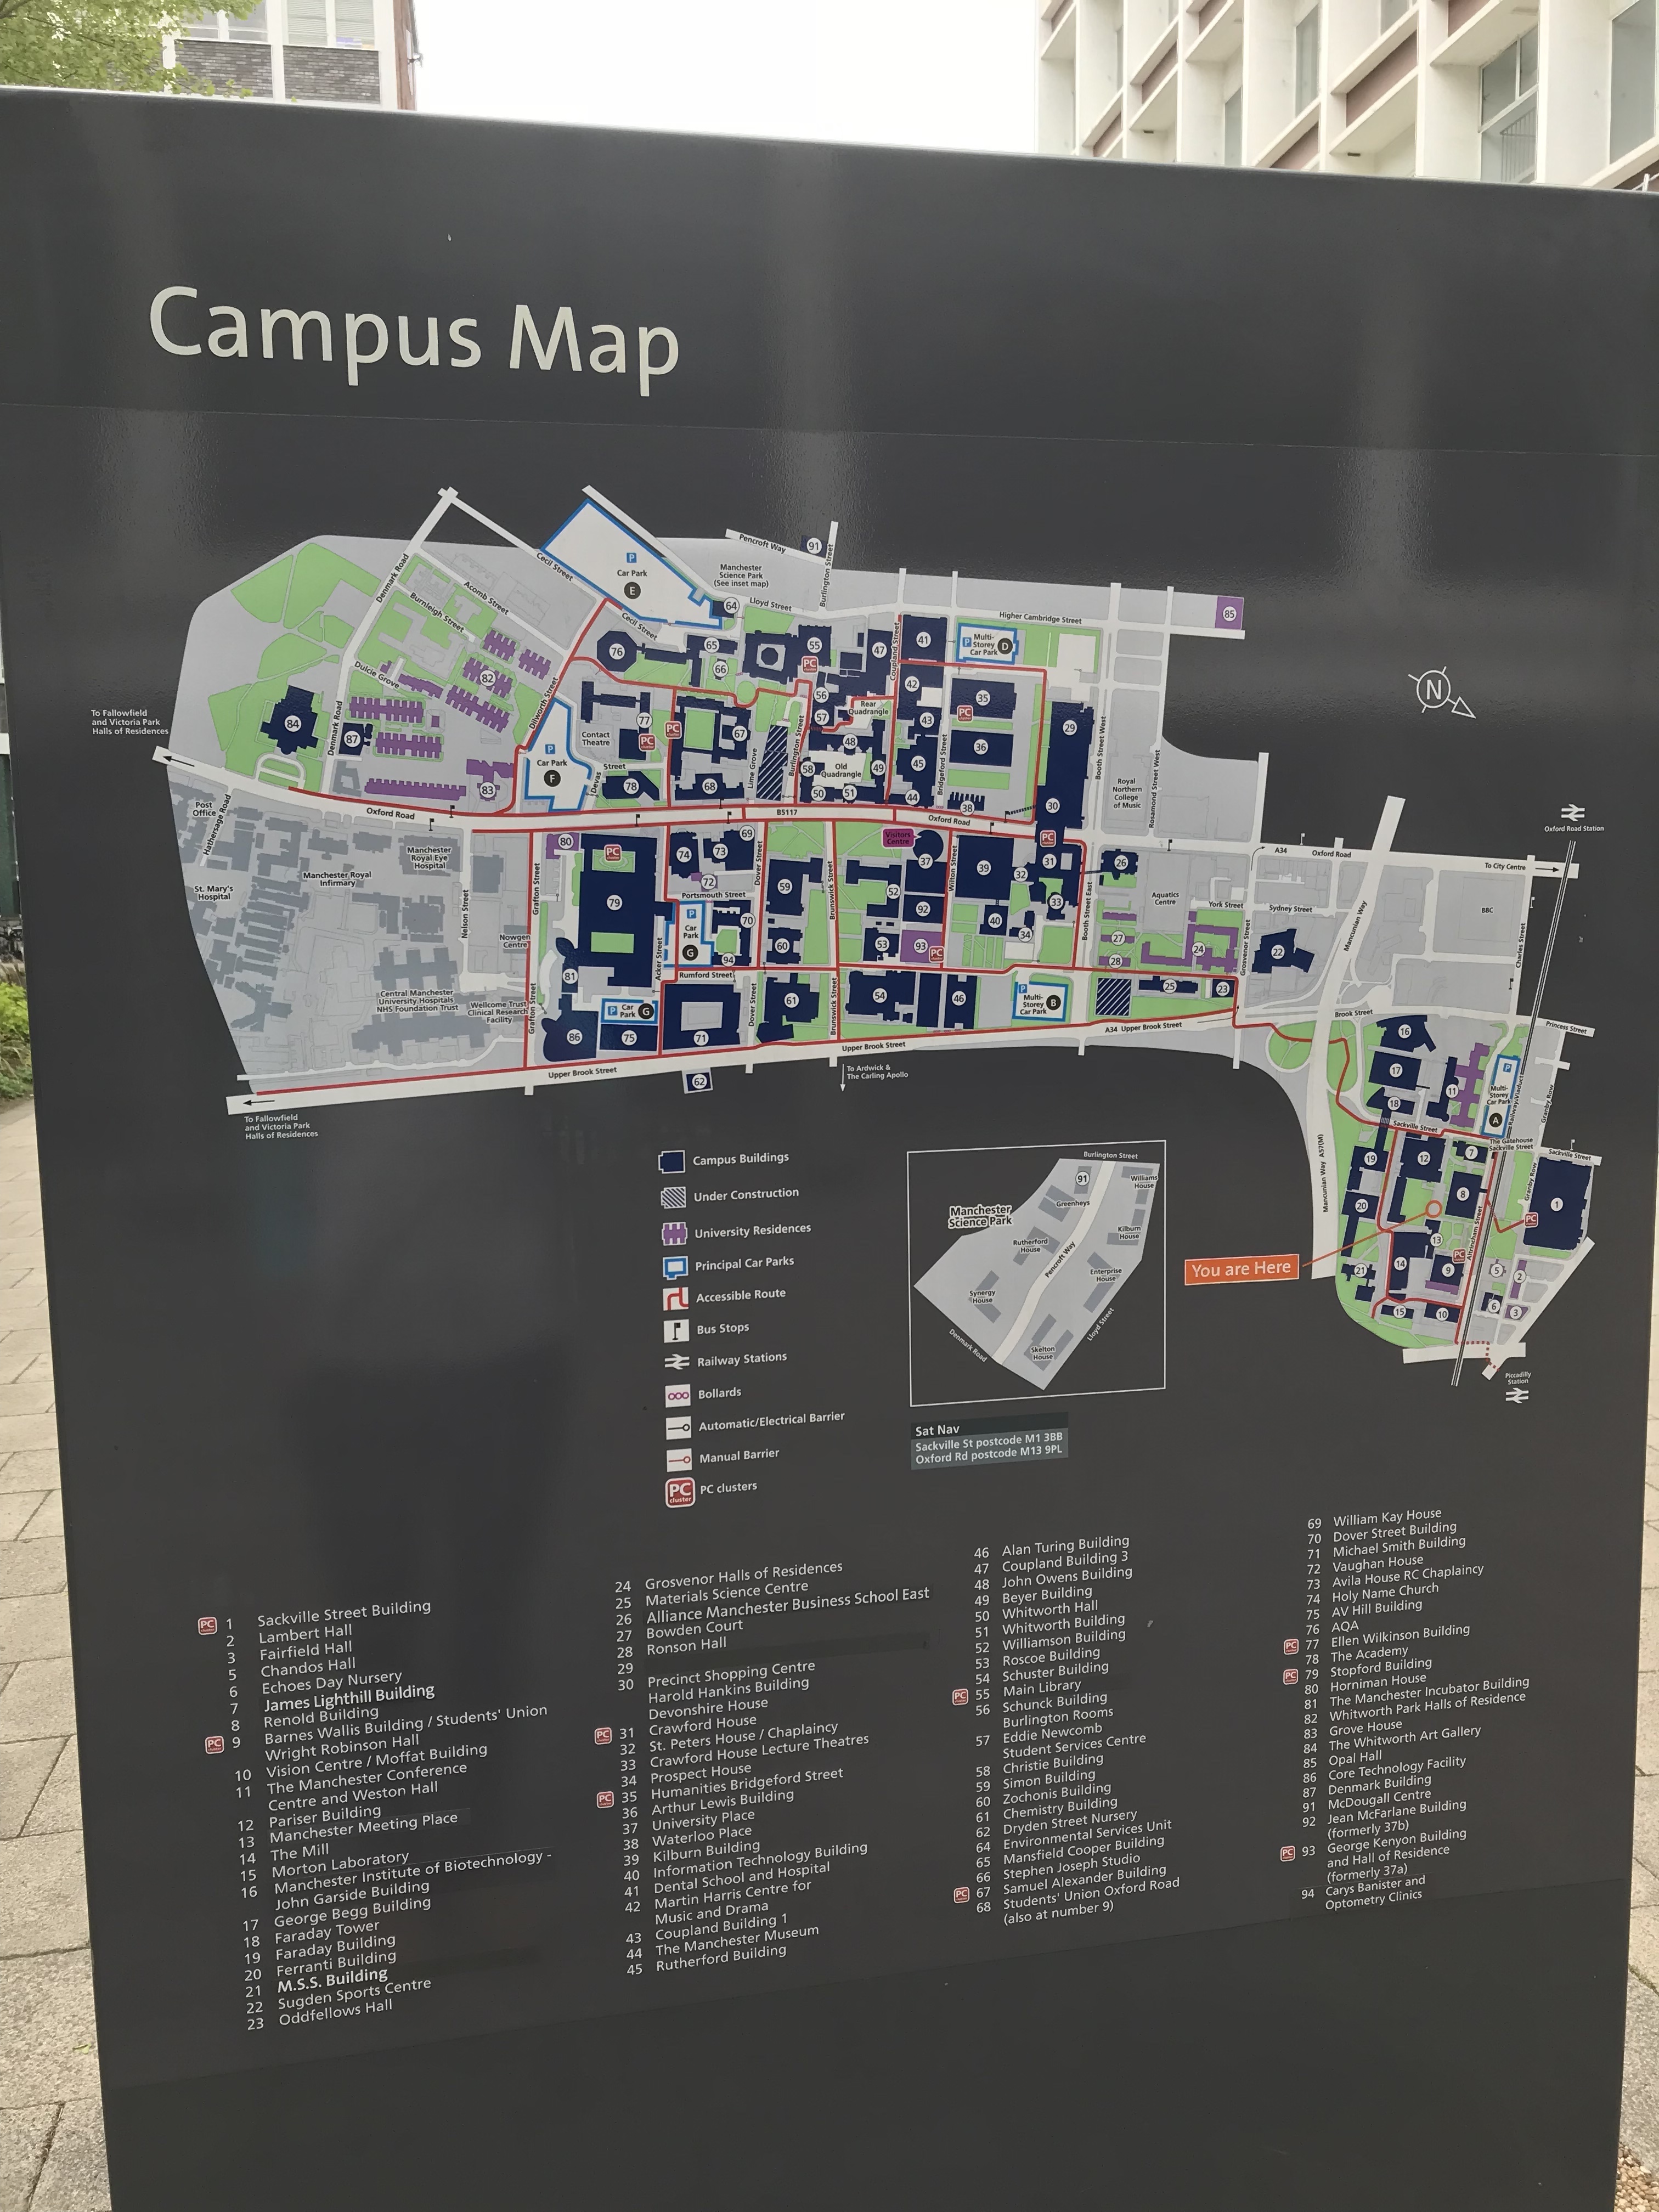 Campus Map
Pencroft Way
91
Burlington Street
Manchester
Science Park
(See inset map)
Cecil Street
P
Car Park
E
Denmark Road
Acomb Street
Burnleigh Street
64
Lloyd Street
Higher Cambridge Street
85
Cecil Street
76
65
66
55
PC
47
Coupland Street
41
P
Multi-
Storey
Car Park
D
N
Dulcie Grove
82
Dilworth Street
77
PC
PC
67
Contact
Theatre
56
57
Rear
Quadrangle
42
43
35
PC
36
29
Booth Street West
Royal
Northern
College
of Music
Rosamond Street West
To Fallowfield
and Victoria Park
Halls of Residences
84
Denmark Road
87
83
P
Car Park
F
Devas
Street
78
68
Lime Grove
Burlington Street
58
48
Old
Quadrangle
49
50
51
45
44
Bridgeford Street
38
30
Oxford Road Station
Post
Office
Hathersage Road
Oxford Road
B5117
Oxford Road
A34
Oxford Road
To City Centre
St. Mary's
Hospital
Manchester Royal
Infirmary
Manchester
Royal Eye
Hospital
Nelson Street
Grafton Street
80
PC
79
74
73
69
72
Portsmouth Street
Dover Street
59
Brunswick Street
Visitors
Centre
37
52
92
Wilton Street
39
32
31
PC
33
26
Booth Street East
Aquatics
Centre
York Street
Sydney Street
BBC
Mancunian Way
Charles Street
Nowgen
Centre
Acker Street
P
Car
Park
G
70
94
60
53
93
PC
40
34
27
28
24
Grosvenor Street
22
Rumford Street
Central Manchester
University Hospitals
NHS Foundation Trust
Wellcome Trust
Clinical Research
Facility
Grafton Street
81
86
P
Car
Park
G
75
71
Dover Street
61
Brunswick Street
54
46
P
Multi-
Storey
Car Park
B
25
23
Brook Street
Princess Street
Upper Brook Street
Upper Brook Street
A34 Upper Brook Street
62
To Ardwick &
The Carling Apollo
To Fallowfield
and Victoria Park
Halls of Residences
16
17
18
11
P
Multi-
Storey
Car Park
A
Railway Viaduct
Granby Row
Sackville Street
The Gatehouse
Sackville Street
Sackville Street
Mancunian Way A57(M)
19
12
7
8
20
13
PC
Altrincham Street
Granby Row
PC
1
21
14
9
5
2
15
10
6
3
Piccadilly
Station
You are Here
Campus Buildings
Under Construction
University Residences
P
Principal Car Parks
Accessible Route
Bus Stops
Railway Stations
Bollards
Automatic/Electrical Barrier
Manual Barrier
PC
cluster
PC clusters
Burlington Street
91
Williams
House
Greenheys
Manchester
Science Park
Kilburn
House
Rutherford
House
Pencroft Way
Enterprise
House
Synergy
House
Lloyd Street
Denmark Road
Skelton
House
Sat Nav
Sackville St postcode M1 3BB
Oxford Rd postcode M13 9PL
PC 1 Sackville Street Building
2 Lambert Hall
3 Fairfield Hall
5 Chandos Hall
6 Echoes Day Nursery
7 James Lighthill Building
8 Renold Building
PC 9 Barnes Wallis Building / Students' Union
Wright Robinson Hall
10 Vision Centre / Moffat Building
11 The Manchester Conference
Centre and Weston Hall
12 Pariser Building
13 Manchester Meeting Place
14 The Mill
15 Morton Laboratory
16 Manchester Institute of Biotechnology -
John Garside Building
17 George Begg Building
18 Faraday Tower
19 Faraday Building
20 Ferranti Building
21 M.S.S. Building
22 Sugden Sports Centre
23 Oddfellows Hall
24 Grosvenor Halls of Residences
25 Materials Science Centre
26 Alliance Manchester Business School East
27 Bowden Court
28 Ronson Hall
29
30 Precinct Shopping Centre
Harold Hankins Building
Devonshire House
PC 31 Crawford House
32 St. Peters House / Chaplaincy
33 Crawford House Lecture Theatres
34 Prospect House
PC 35 Humanities Bridgeford Street
36 Arthur Lewis Building
37 University Place
38 Waterloo Place
39 Kilburn Building
40 Information Technology Building
41 Dental School and Hospital
42 Martin Harris Centre for
Music and Drama
43 Coupland Building 1
44 The Manchester Museum
45 Rutherford Building
46 Alan Turing Building
47 Coupland Building 3
48 John Owens Building
49 Beyer Building
50 Whitworth Hall
51 Whitworth Building
52 Williamson Building
53 Roscoe Building
54 Schuster Building
PC 55 Main Library
56 Schunck Building
Burlington Rooms
57 Eddie Newcomb
Student Services Centre
58 Christie Building
59 Simon Building
60 Zochonis Building
61 Chemistry Building
62 Dryden Street Nursery
64 Environmental Services Unit
65 Mansfield Cooper Building
66 Stephen Joseph Studio
PC 67 Samuel Alexander Building
68 Students' Union Oxford Road
(also at number 9)
69 William Kay House
70 Dover Street Building
71 Michael Smith Building
72 Vaughan House
73 Avila House RC Chaplaincy
74 Holy Name Church
75 AV Hill Building
76 AQA
PC 77 Ellen Wilkinson Building
78 The Academy
PC 79 Stopford Building
80 Horniman House
81 The Manchester Incubator Building
82 Whitworth Park Halls of Residence
83 Grove House
84 The Whitworth Art Gallery
85 Opal Hall
86 Core Technology Facility
87 Denmark Building
91 McDougall Centre
92 Jean McFarlane Building
(formerly 37b)
PC 93 George Kenyon Building
and Hall of Residence
(formerly 37a)
94 Carys Banister and
Optometry Clinics